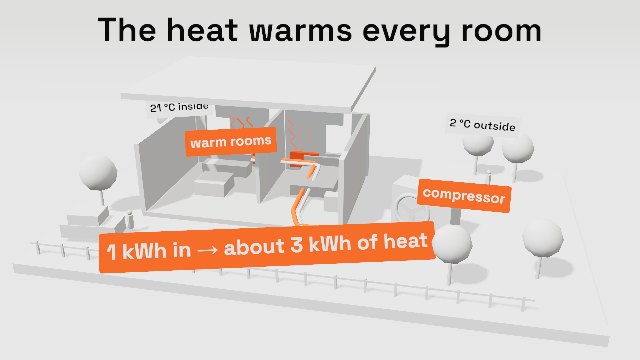 The heat warms every room
21 °C inside
2 °C outside
warm rooms
compressor
1 kWh in → about 3 kWh of heat